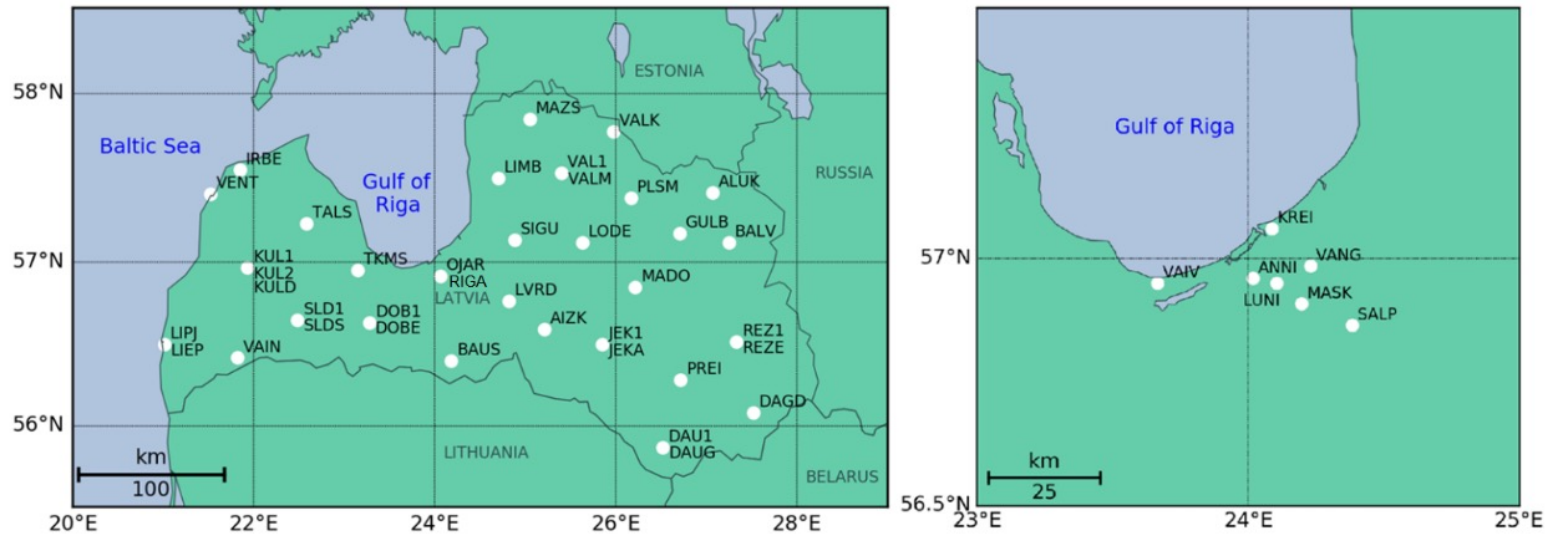 ESTONIA
58°N
MAZS
VALK
Baltic Sea
IRBE
VENT
LIMB
VAL1
VALM
RUSSIA
Gulf of
Riga
PLSM
ALUK
TALS
SIGU
LODE
GULB
BALV
57°N
KUL1
KUL2
KULD
TKMS
OJAR
RIGA
LATVIA
MADO
LVRD
SLD1
SLDS
DOB1
DOBE
AIZK
LIPJ
LIEP
VAIN
BAUS
JEK1
JEKA
REZ1
REZE
PREI
DAGD
56°N
DAU1
DAUG
LITHUANIA
BELARUS
km
100
20°E
22°E
24°E
26°E
28°E
Gulf of Riga
KREI
57°N
VANG
VAIV
ANNI
LUNI
MASK
SALP
km
25
56.5°N
23°E
24°E
25°E